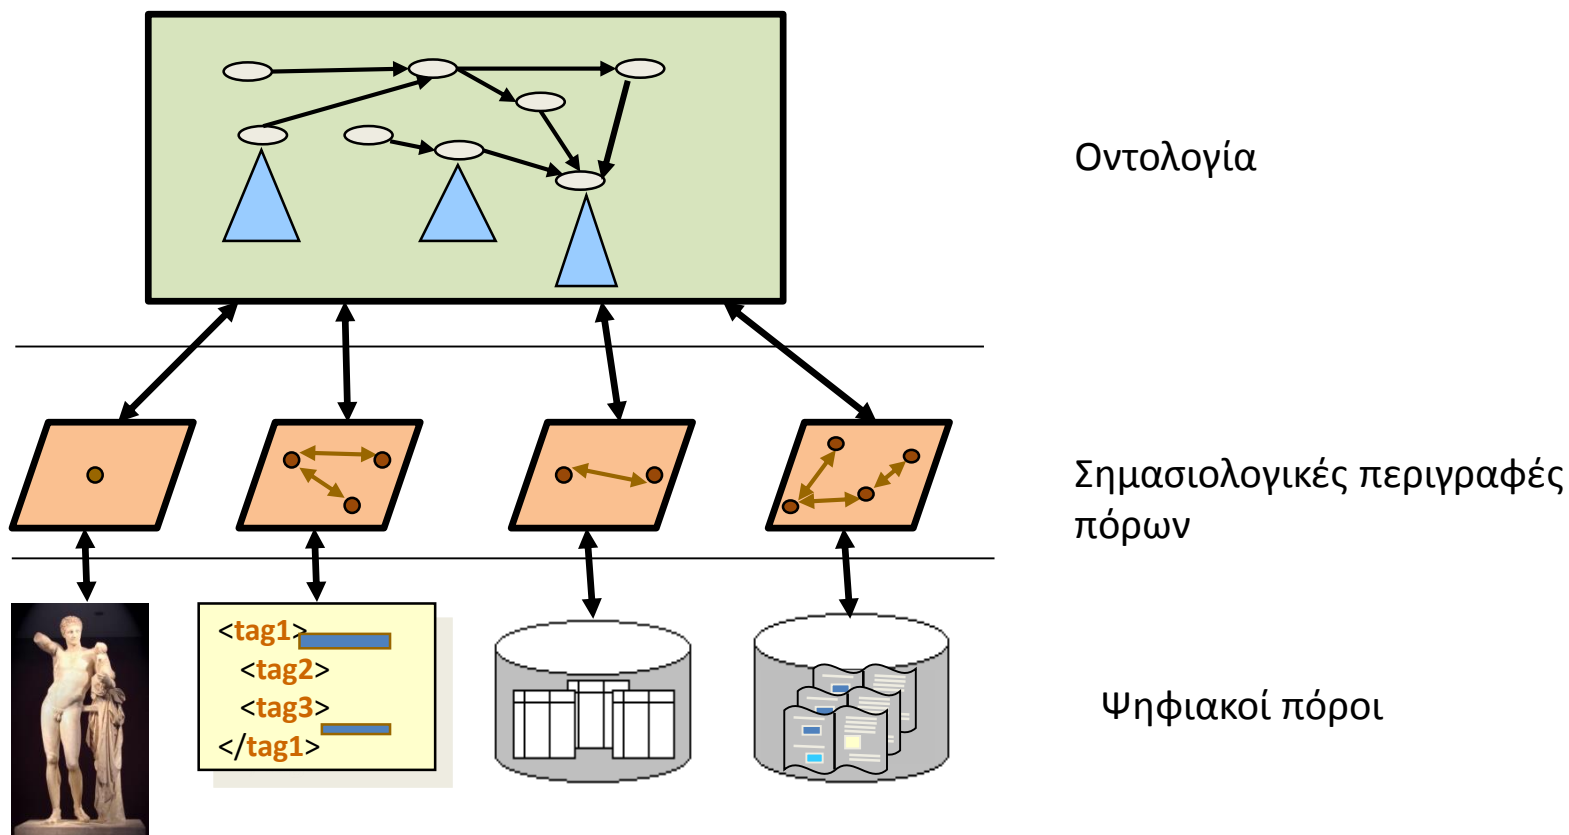 Οντολογία
Σημασιολογικές περιγραφές
πόρων
<tag1>
<tag2>
<tag3>
</tag1>
Ψηφιακοί πόροι